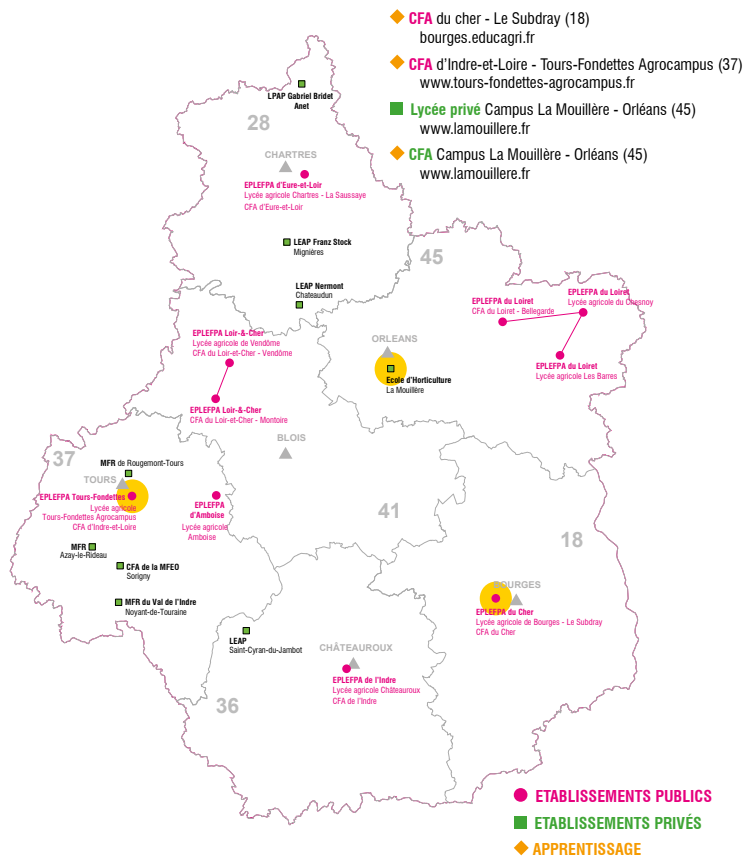 CFA du cher - Le Subdray (18)
bourges.educagri.fr
CFA d'Indre-et-Loire - Tours-Fondettes Agrocampus (37)
www.tours-fondettes-agrocampus.fr
Lycée privé Campus La Mouillère - Orléans (45)
www.lamouillere.fr
CFA Campus La Mouillère - Orléans (45)
www.lamouillere.fr
LPAP Gabriel Bridet
Anet
28
CHARTRES
EPLEFPA d'Eure-et-Loir
Lycée agricole Chartres - La Saussaye
CFA d'Eure-et-Loir
LEAP Franz Stock
Mignières
LEAP Nermont
Chateaudun
45
EPLEFPA du Loiret
CFA du Loiret - Bellegarde
EPLEFPA du Loiret
Lycée agricole du Chesnoy
EPLEFPA du Loiret
Lycée agricole Les Barres
ORLEANS
Ecole d'Horticulture
La Mouillère
EPLEFPA Loir-&-Cher
Lycée agricole de Vendôme
CFA du Loir-et-Cher - Vendôme
EPLEFPA Loir-&-Cher
CFA du Loir-et-Cher - Montoire
BLOIS
41
37
MFR de Rougemont-Tours
TOURS
EPLEFPA Tours-Fondettes
Lycée agricole
Tours-Fondettes Agrocampus
CFA d'Indre-et-Loire
EPLEFPA
d'Amboise
Lycée agricole
Amboise
MFR
Azay-le-Rideau
CFA de la MFEO
Sorigny
MFR du Val de l'Indre
Noyant-de-Touraine
18
BOURGES
EPLEFPA du Cher
Lycée agricole de Bourges - Le Subdray
CFA du Cher
LEAP
Saint-Cyran-du-Jambot
CHÂTEAUROUX
EPLEFPA de l'Indre
Lycée agricole Châteauroux
CFA de l'Indre
36
ETABLISSEMENTS PUBLICS
ETABLISSEMENTS PRIVÉS
APPRENTISSAGE